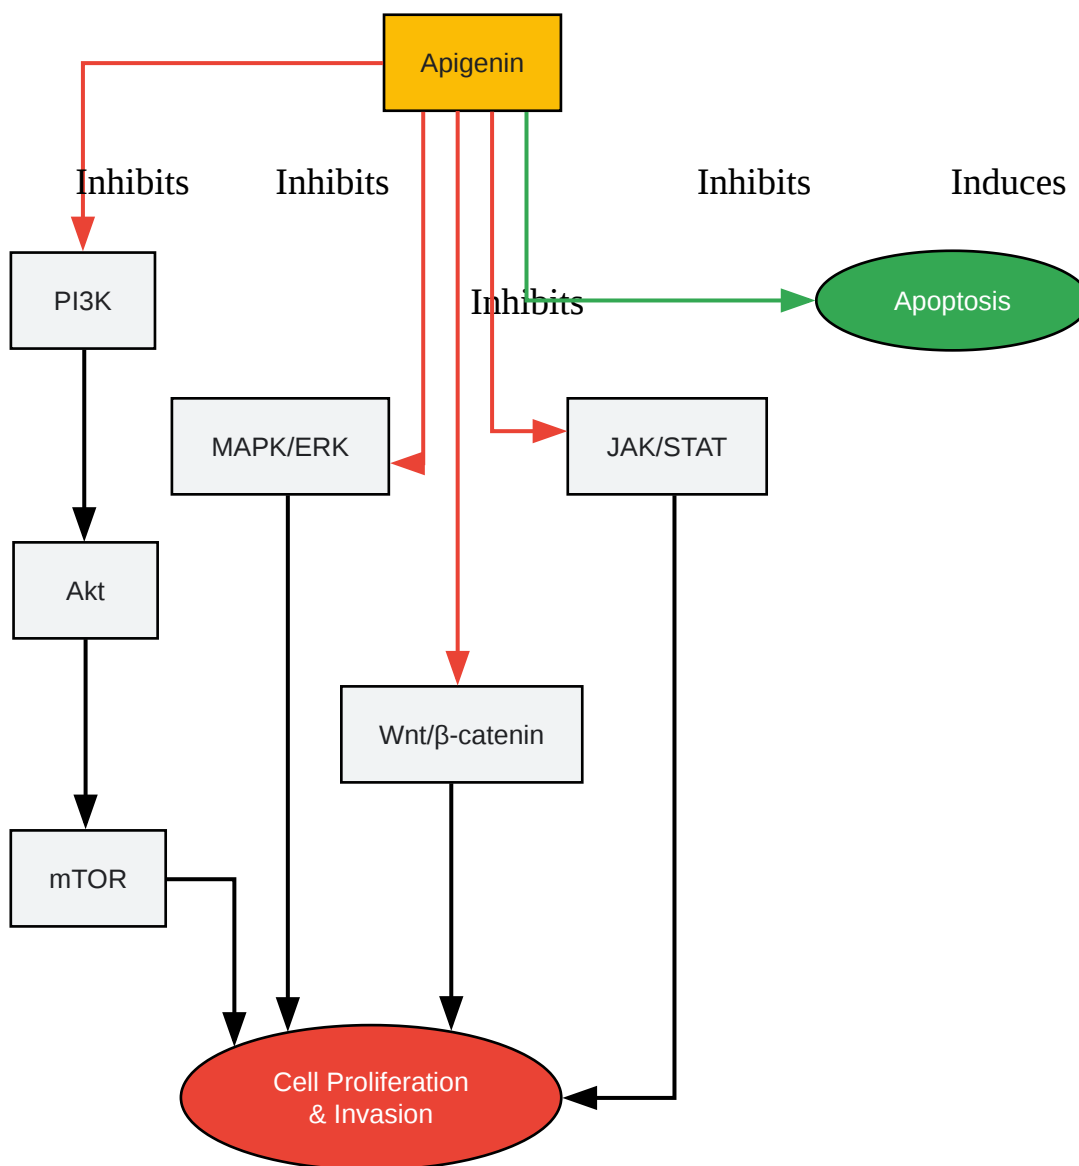 Apigenin
Inhibits
Inhibits
Inhibits
Induces
PI3K
Inhibits
Apoptosis
MAPK/ERK
JAK/STAT
Akt
Wnt/β-catenin
mTOR
Cell Proliferation
& Invasion